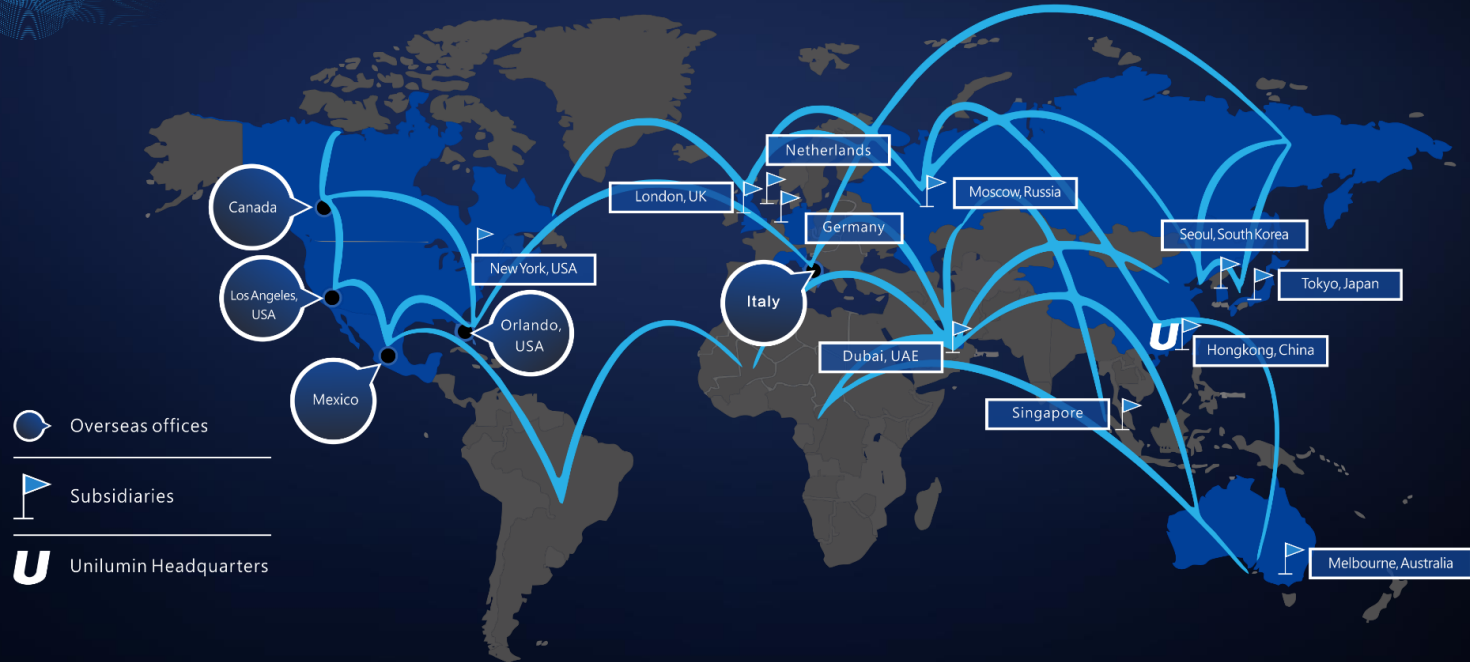 Netherlands
London, UK
Moscow, Russia
Canada
Germany
Seoul, South Korea
New York, USA
Tokyo, Japan
Los Angeles,
USA
Italy
Orlando,
USA
Dubai, UAE
U
Hongkong, China
Mexico
Singapore
Overseas offices
Subsidiaries
U
Unilumin Headquarters
Melbourne, Australia